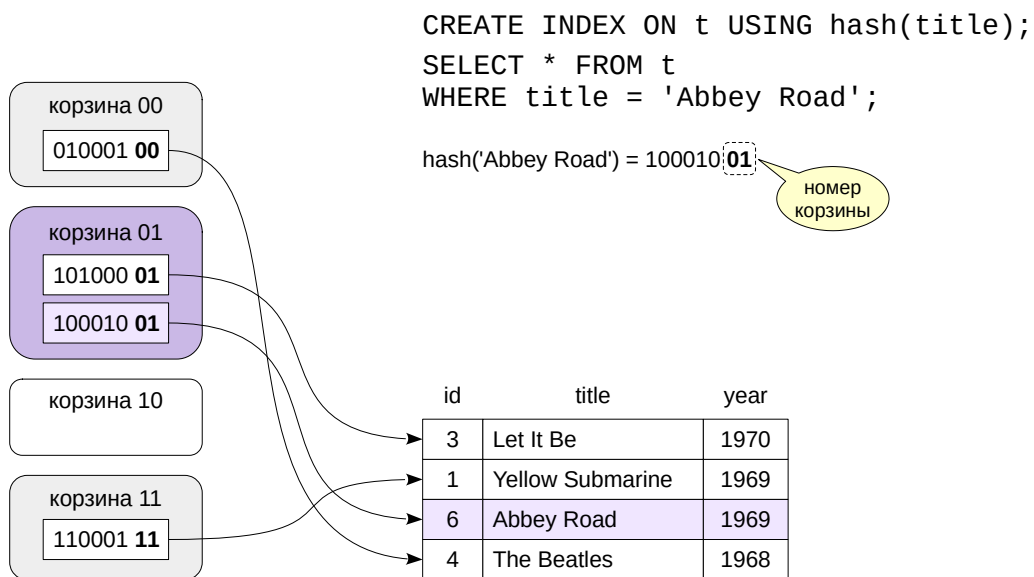 CREATE INDEX ON t USING hash(title);
SELECT * FROM t
WHERE title = 'Abbey Road';
hash('Abbey Road') = 100010 01
номер
корзины
корзина 00
010001 00
корзина 01
101000 01
100010 01
корзина 10
корзина 11
110001 11
id title year
3 Let It Be 1970
1 Yellow Submarine 1969
6 Abbey Road 1969
4 The Beatles 1968